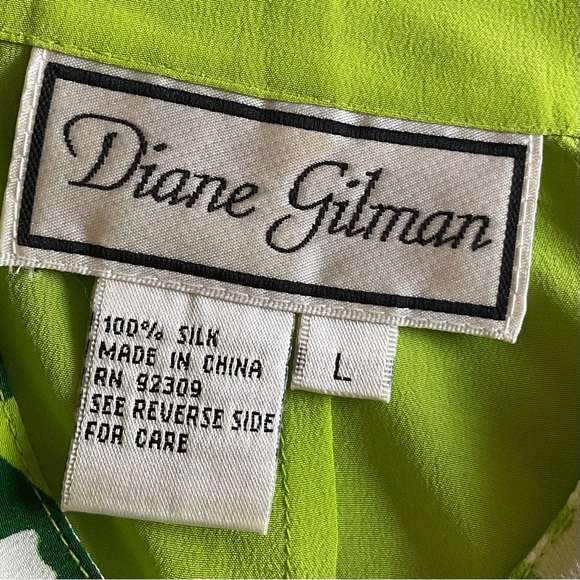 Diane Gilman
100% SILK
MADE IN CHINA
RN 92309
SEE REVERSE SIDE
FOR CARE
L